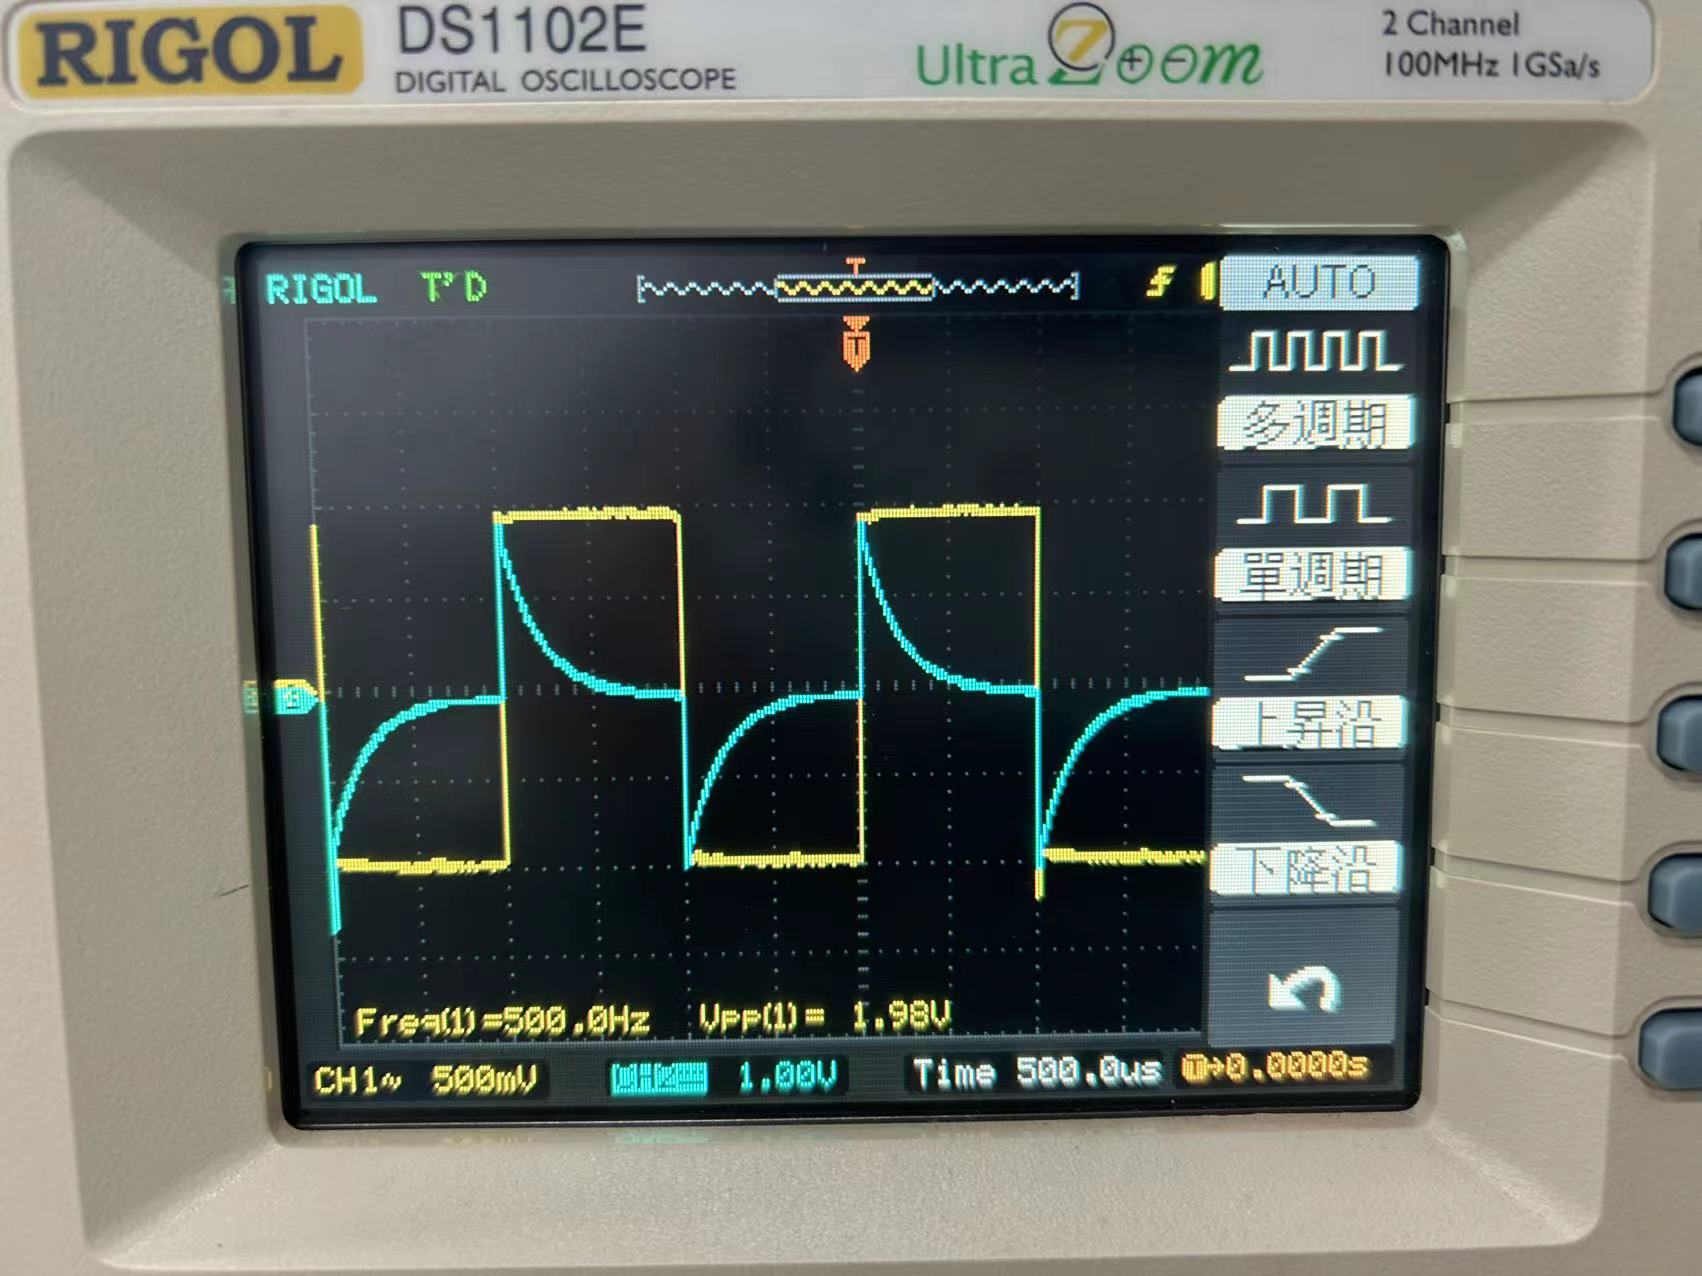 RIGOL
DS1102E
DIGITAL OSCILLOSCOPE
UltraZoom
2 Channel
100MHz 1GSa/s
RIGOL T'D
T
T
AUTO
多调期
單调期
上昇沿
下降沿
Freq(1)=500.0Hz Vpp(1)= 1.98V
CH1~ 500mV 1.00V Time 500.0us T→0.0000s